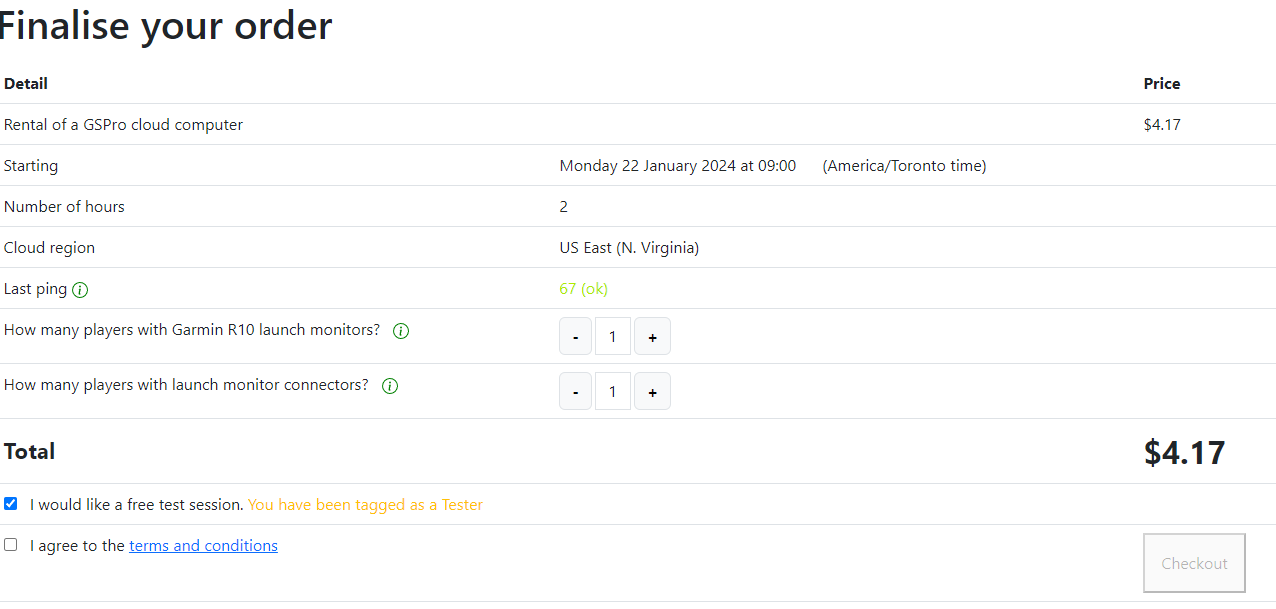 Finalise your order
Detail Price
Rental of a GSPro cloud computer $4.17
Starting Monday 22 January 2024 at 09:00 (America/Toronto time)
Number of hours 2
Cloud region US East (N. Virginia)
Last ping i 67 (ok)
How many players with Garmin R10 launch monitors? i - 1 +
How many players with launch monitor connectors? i - 1 +
Total $4.17
I would like a free test session. You have been tagged as a Tester
I agree to the terms and conditions
Checkout